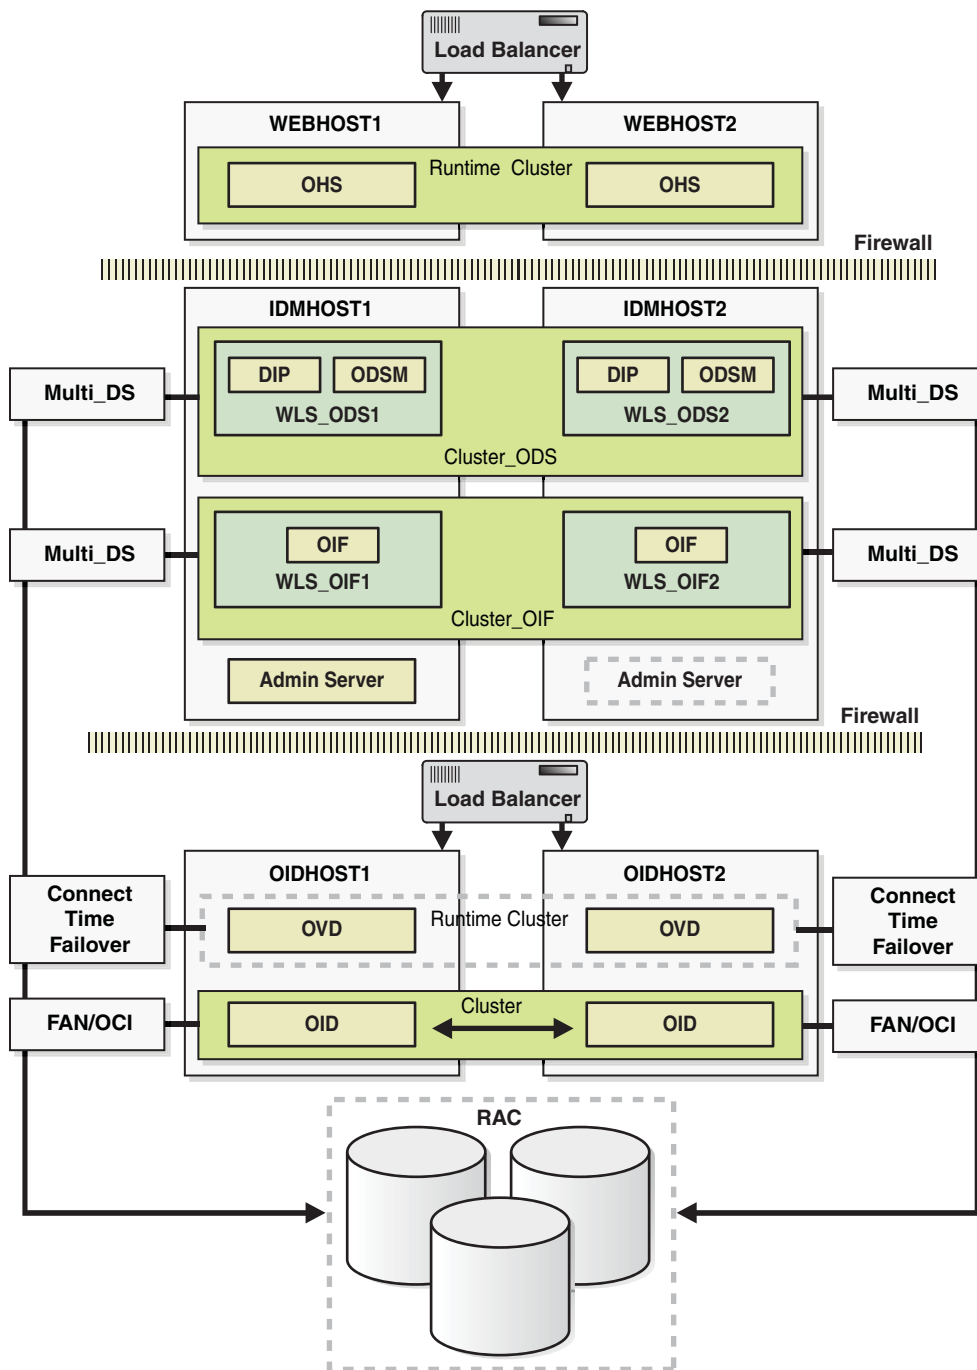 Load Balancer
WEBHOST1
WEBHOST2
Runtime Cluster
OHS
OHS
Firewall
IDMHOST1
IDMHOST2
DIP
ODSM
DIP
ODSM
Multi_DS
Multi_DS
WLS_ODS1
WLS_ODS2
Cluster_ODS
OIF
OIF
Multi_DS
Multi_DS
WLS_OIF1
WLS_OIF2
Cluster_OIF
Admin Server
Admin Server
Firewall
Load Balancer
OIDHOST1
OIDHOST2
Connect
Time
Failover
Runtime Cluster
OVD
OVD
Connect
Time
Failover
Cluster
FAN/OCI
OID
OID
FAN/OCI
RAC